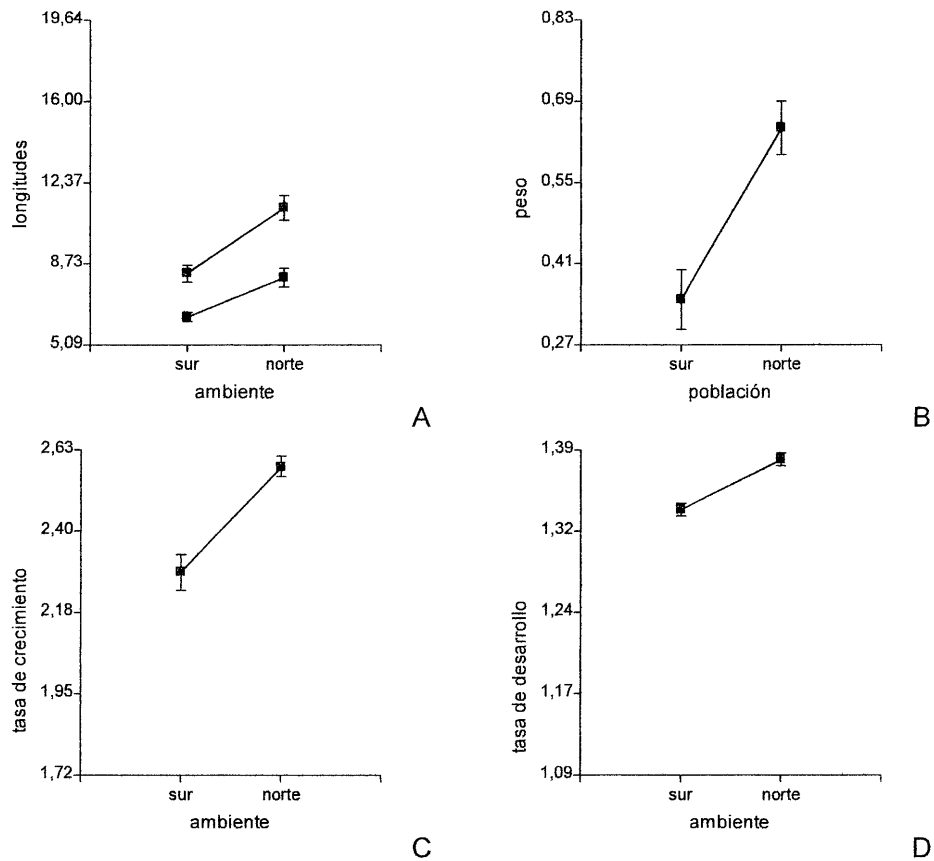 19,64
16,00
12,37
8,73
5,09
longitudes
sur norte
ambiente
A
0,83
0,69
0,55
0,41
0,27
peso
sur norte
población
B
2,63
2,40
2,18
1,95
1,72
tasa de crecimiento
sur norte
ambiente
C
1,39
1,32
1,24
1,17
1,09
tasa de desarrollo
sur norte
ambiente
D